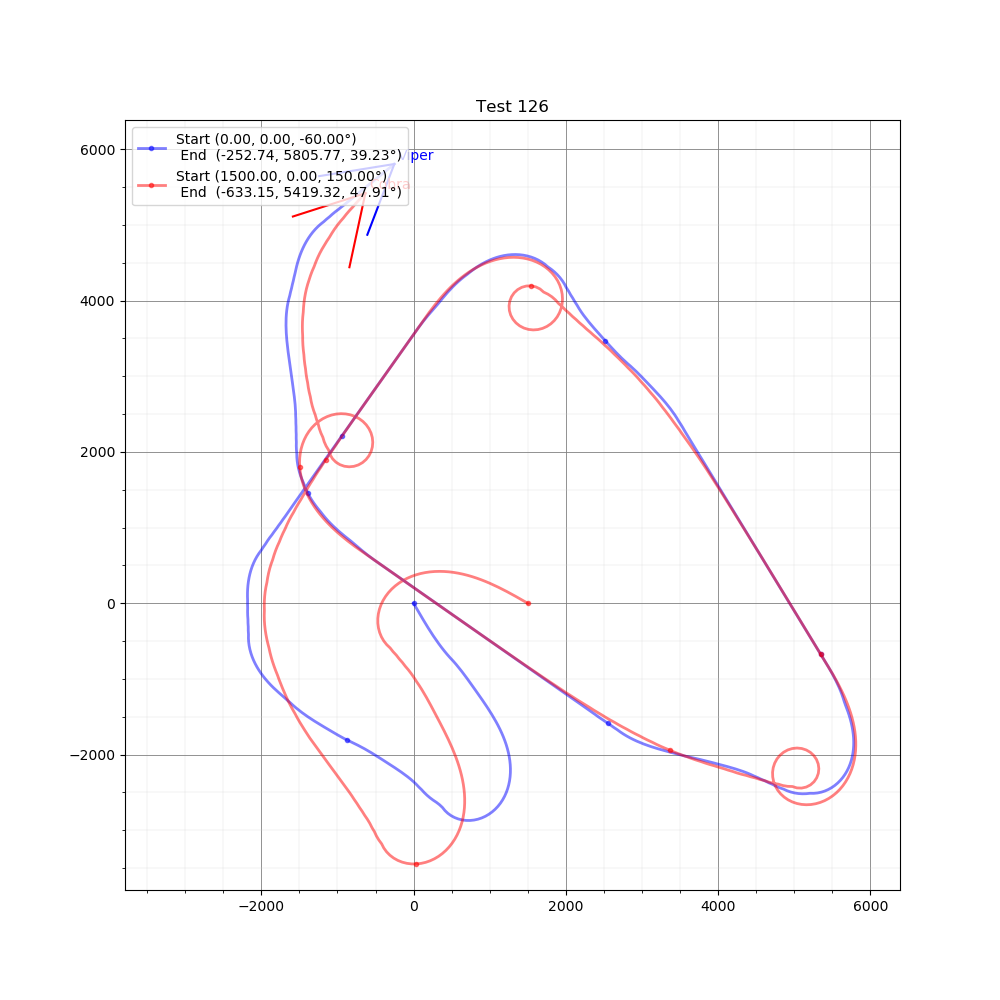 Test 126
Start (0.00, 0.00, -60.00°)
End (-252.74, 5805.77, 39.23°)
Start (1500.00, 0.00, 150.00°)
End (-633.15, 5419.32, 47.91°)
6000
4000
2000
0
−2000
−2000
0
2000
4000
6000